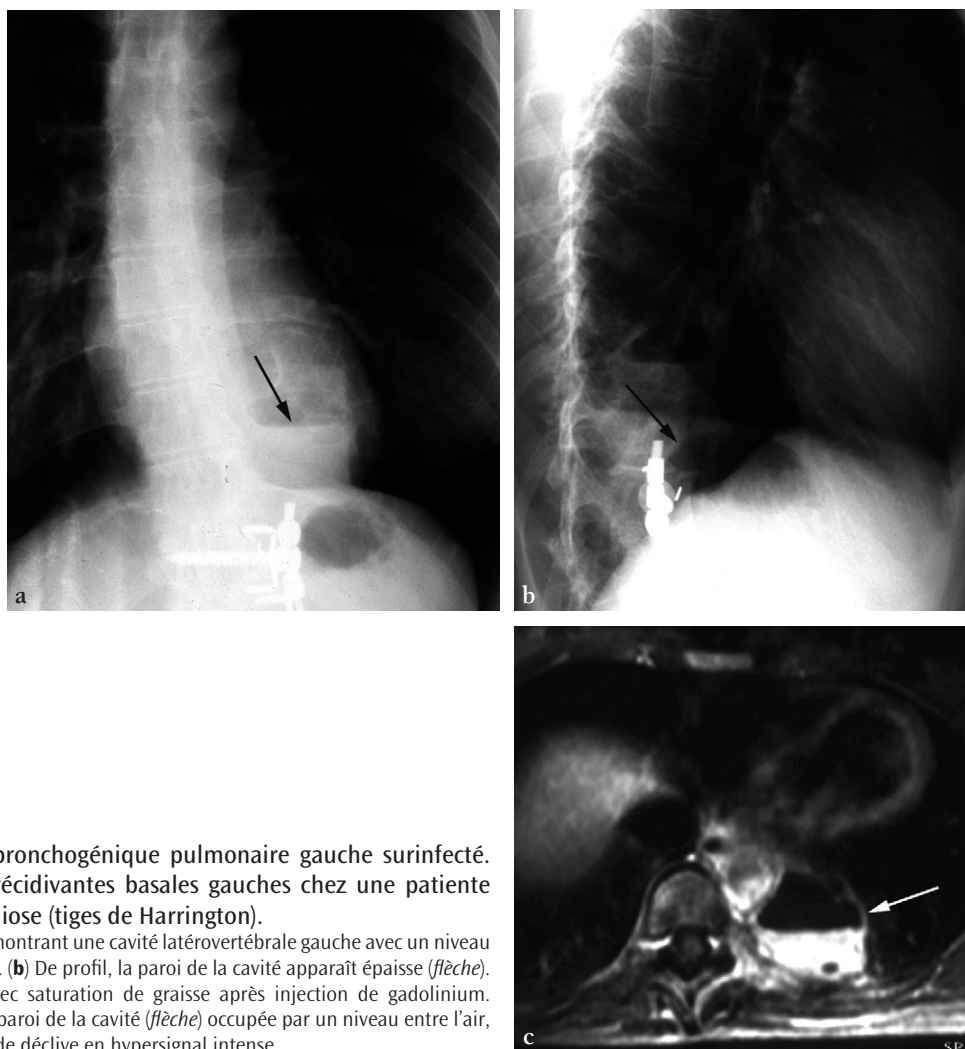 a
b
bronchogénique pulmonaire gauche surinfecté.
écidivantes basales gauches chez une patiente
iose (tiges de Harrington).
montrant une cavité latérovertébrale gauche avec un niveau
. (b) De profil, la paroi de la cavité apparaît épaisse (flèche).
ec saturation de graisse après injection de gadolinium.
paroi de la cavité (flèche) occupée par un niveau entre l'air,
de déclive en hypersignal intense.
c